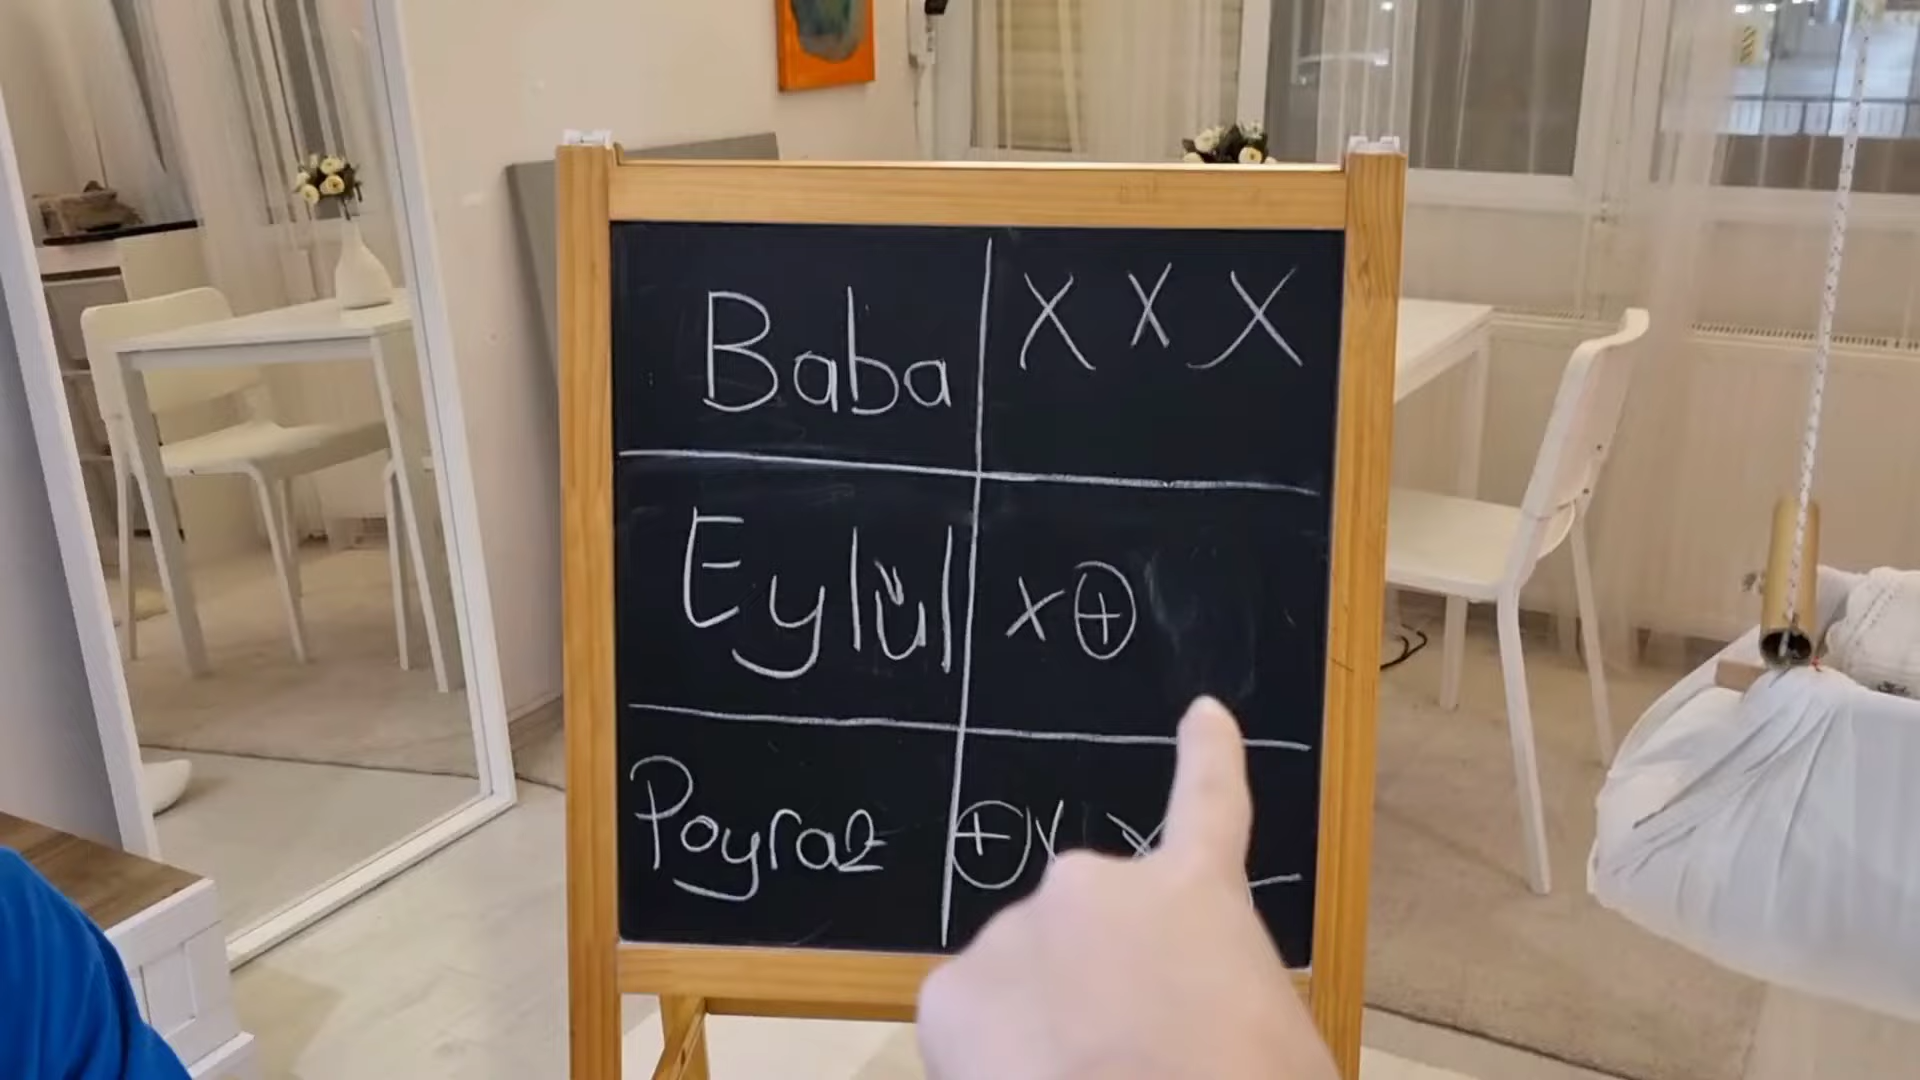 Baba X X X
Eylül X ⊕
Poyraz ⊕ X X